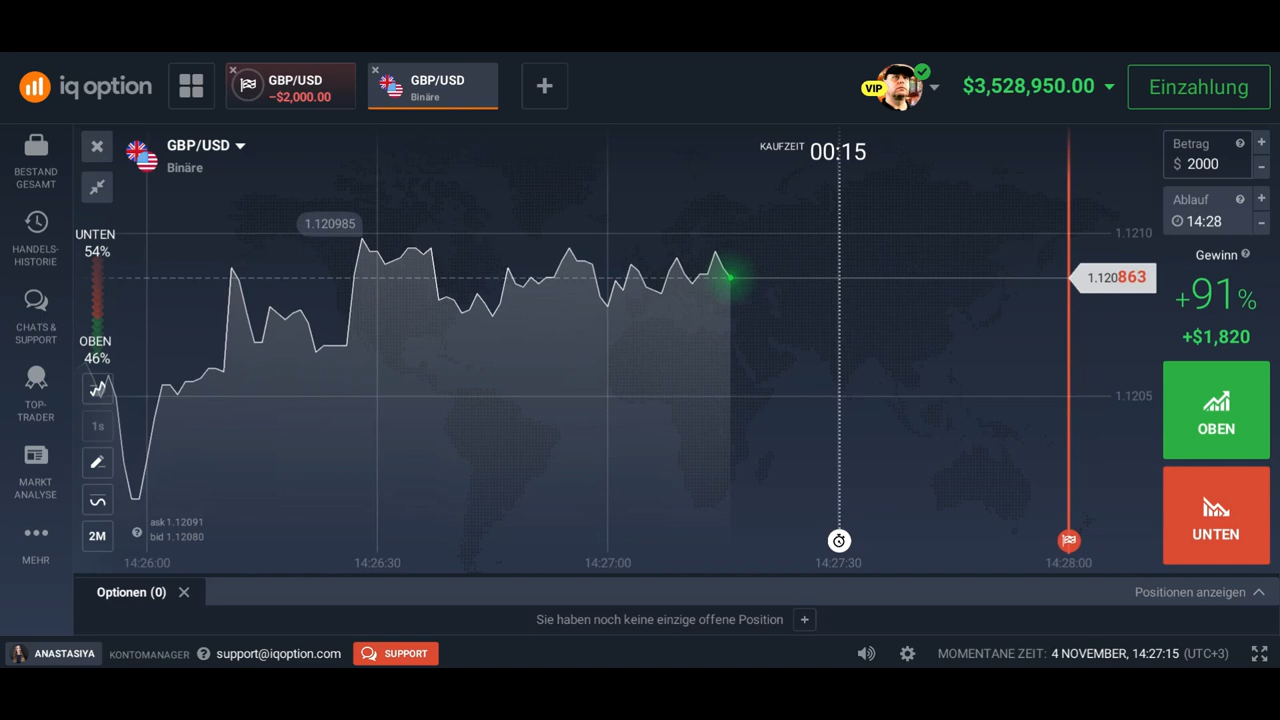 iq option
GBP/USD
–$2,000.00
GBP/USD
Binäre
VIP
$3,528,950.00
Einzahlung
BESTAND
GESAMT
HANDELS-
HISTORIE
CHATS &
SUPPORT
TOP-
TRADER
MARKT
ANALYSE
MEHR
GBP/USD
Binäre
UNTEN
54%
OBEN
46%
1s
2M
ask 1.12091
bid 1.12080
1.120985
KAUFZEIT 00:15
1.1210
1.120863
1.1205
14:26:00
14:26:30
14:27:00
14:27:30
14:28:00
Betrag
$ 2000
Ablauf
14:28
Gewinn
+91%
+$1,820
OBEN
UNTEN
Optionen (0)
Positionen anzeigen
Sie haben noch keine einzige offene Position
ANASTASIYA
KONTOMANAGER
support@iqoption.com
SUPPORT
MOMENTANE ZEIT: 4 NOVEMBER, 14:27:15 (UTC+3)